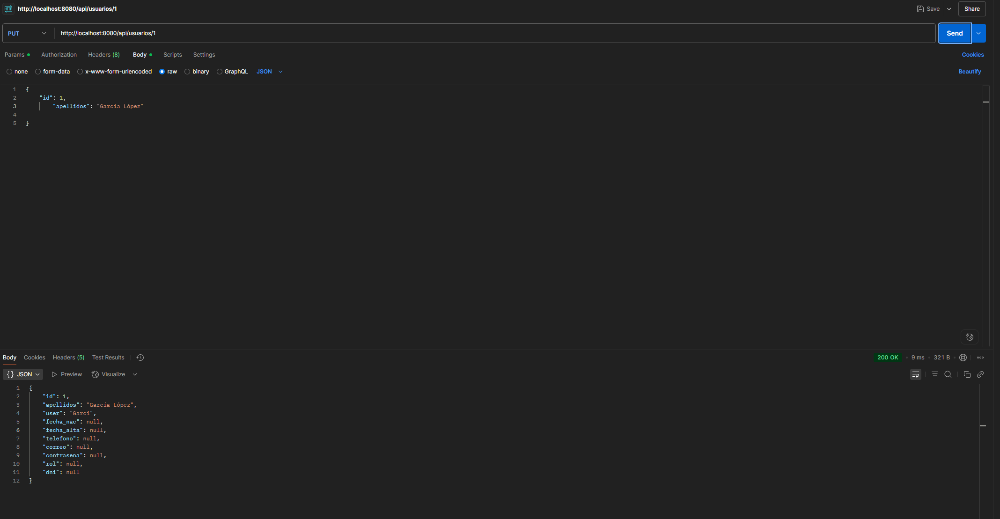 HTTP http://localhost:8080/api/usuarios/1 Save Share
PUT http://localhost:8080/api/usuarios/1 Send
Params Authorization Headers (8) Body Scripts Settings Cookies
none form-data x-www-form-urlencoded raw binary GraphQL JSON Beautify
1 {
2 "id": 1,
3 "apellidos": "García López"
4
5 }
Body Cookies Headers (5) Test Results 200 OK 9 ms 321 B
{} JSON Preview Visualize
1 {
2 "id": 1,
3 "apellidos": "García López",
4 "user": "Garci",
5 "fecha_nac": null,
6 "fecha_alta": null,
7 "telefono": null,
8 "correo": null,
9 "contrasena": null,
10 "rol": null,
11 "dni": null
12 }